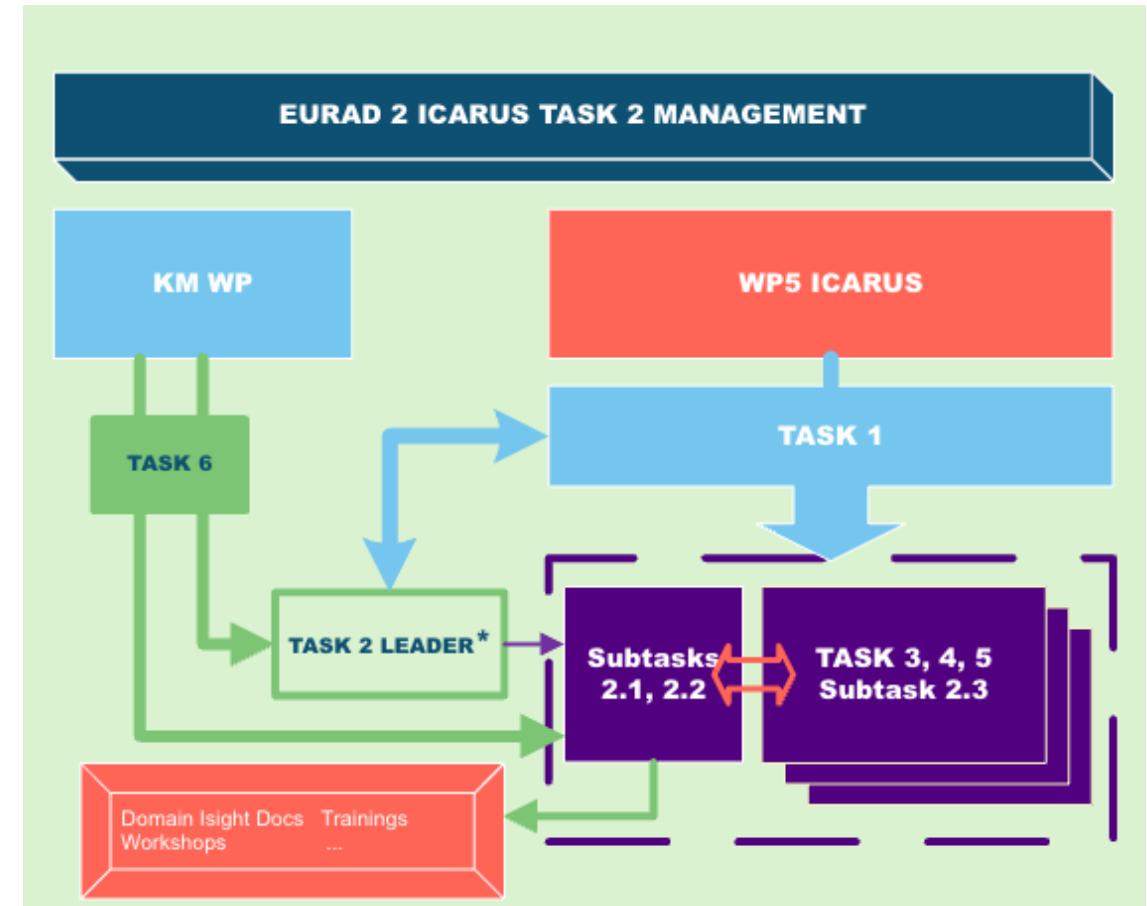 EURAD 2 ICARUS TASK 2 MANAGEMENT
KM WP
WP5 ICARUS
TASK 1
TASK 6
TASK 2 LEADER*
Subtasks
2.1, 2.2
TASK 3, 4, 5
Subtask 2.3
Domain Isight Docs Trainings
Workshops ...